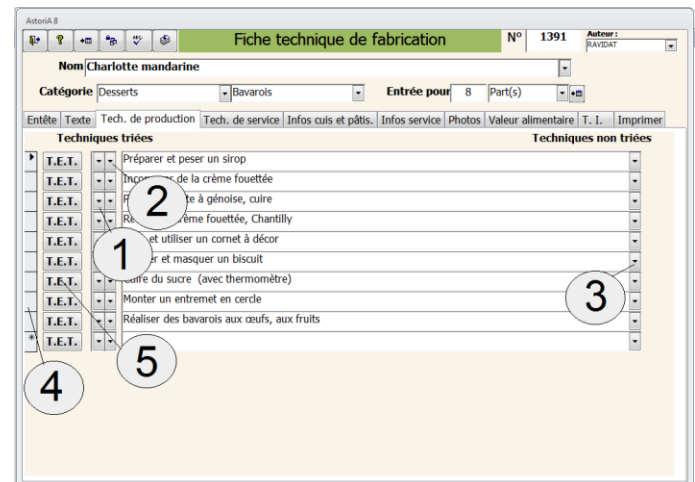 AstoriA 8
Fiche technique de fabrication
N° 1391
Auteur :
RAVIDAT
Nom Charlotte mandarine
Catégorie Desserts Bavarois Entrée pour 8 Part(s)
Entête Texte Tech. de production Tech. de service Infos cuis et pâtis. Infos service Photos Valeur alimentaire T. I. Imprimer
Techniques triées Techniques non triées
T.E.T. Préparer et peser un sirop
T.E.T. de la crème fouettée
T.E.T. à génoise, cuire
T.E.T. fouettée, Chantilly
T.E.T. et utiliser un cornet à décor
T.E.T. et masquer un biscuit
T.E.T. du sucre (avec thermomètre)
T.E.T. Monter un entremet en cercle
T.E.T. Réaliser des bavarois aux œufs, aux fruits
* T.E.T.
2
1
3
5
4